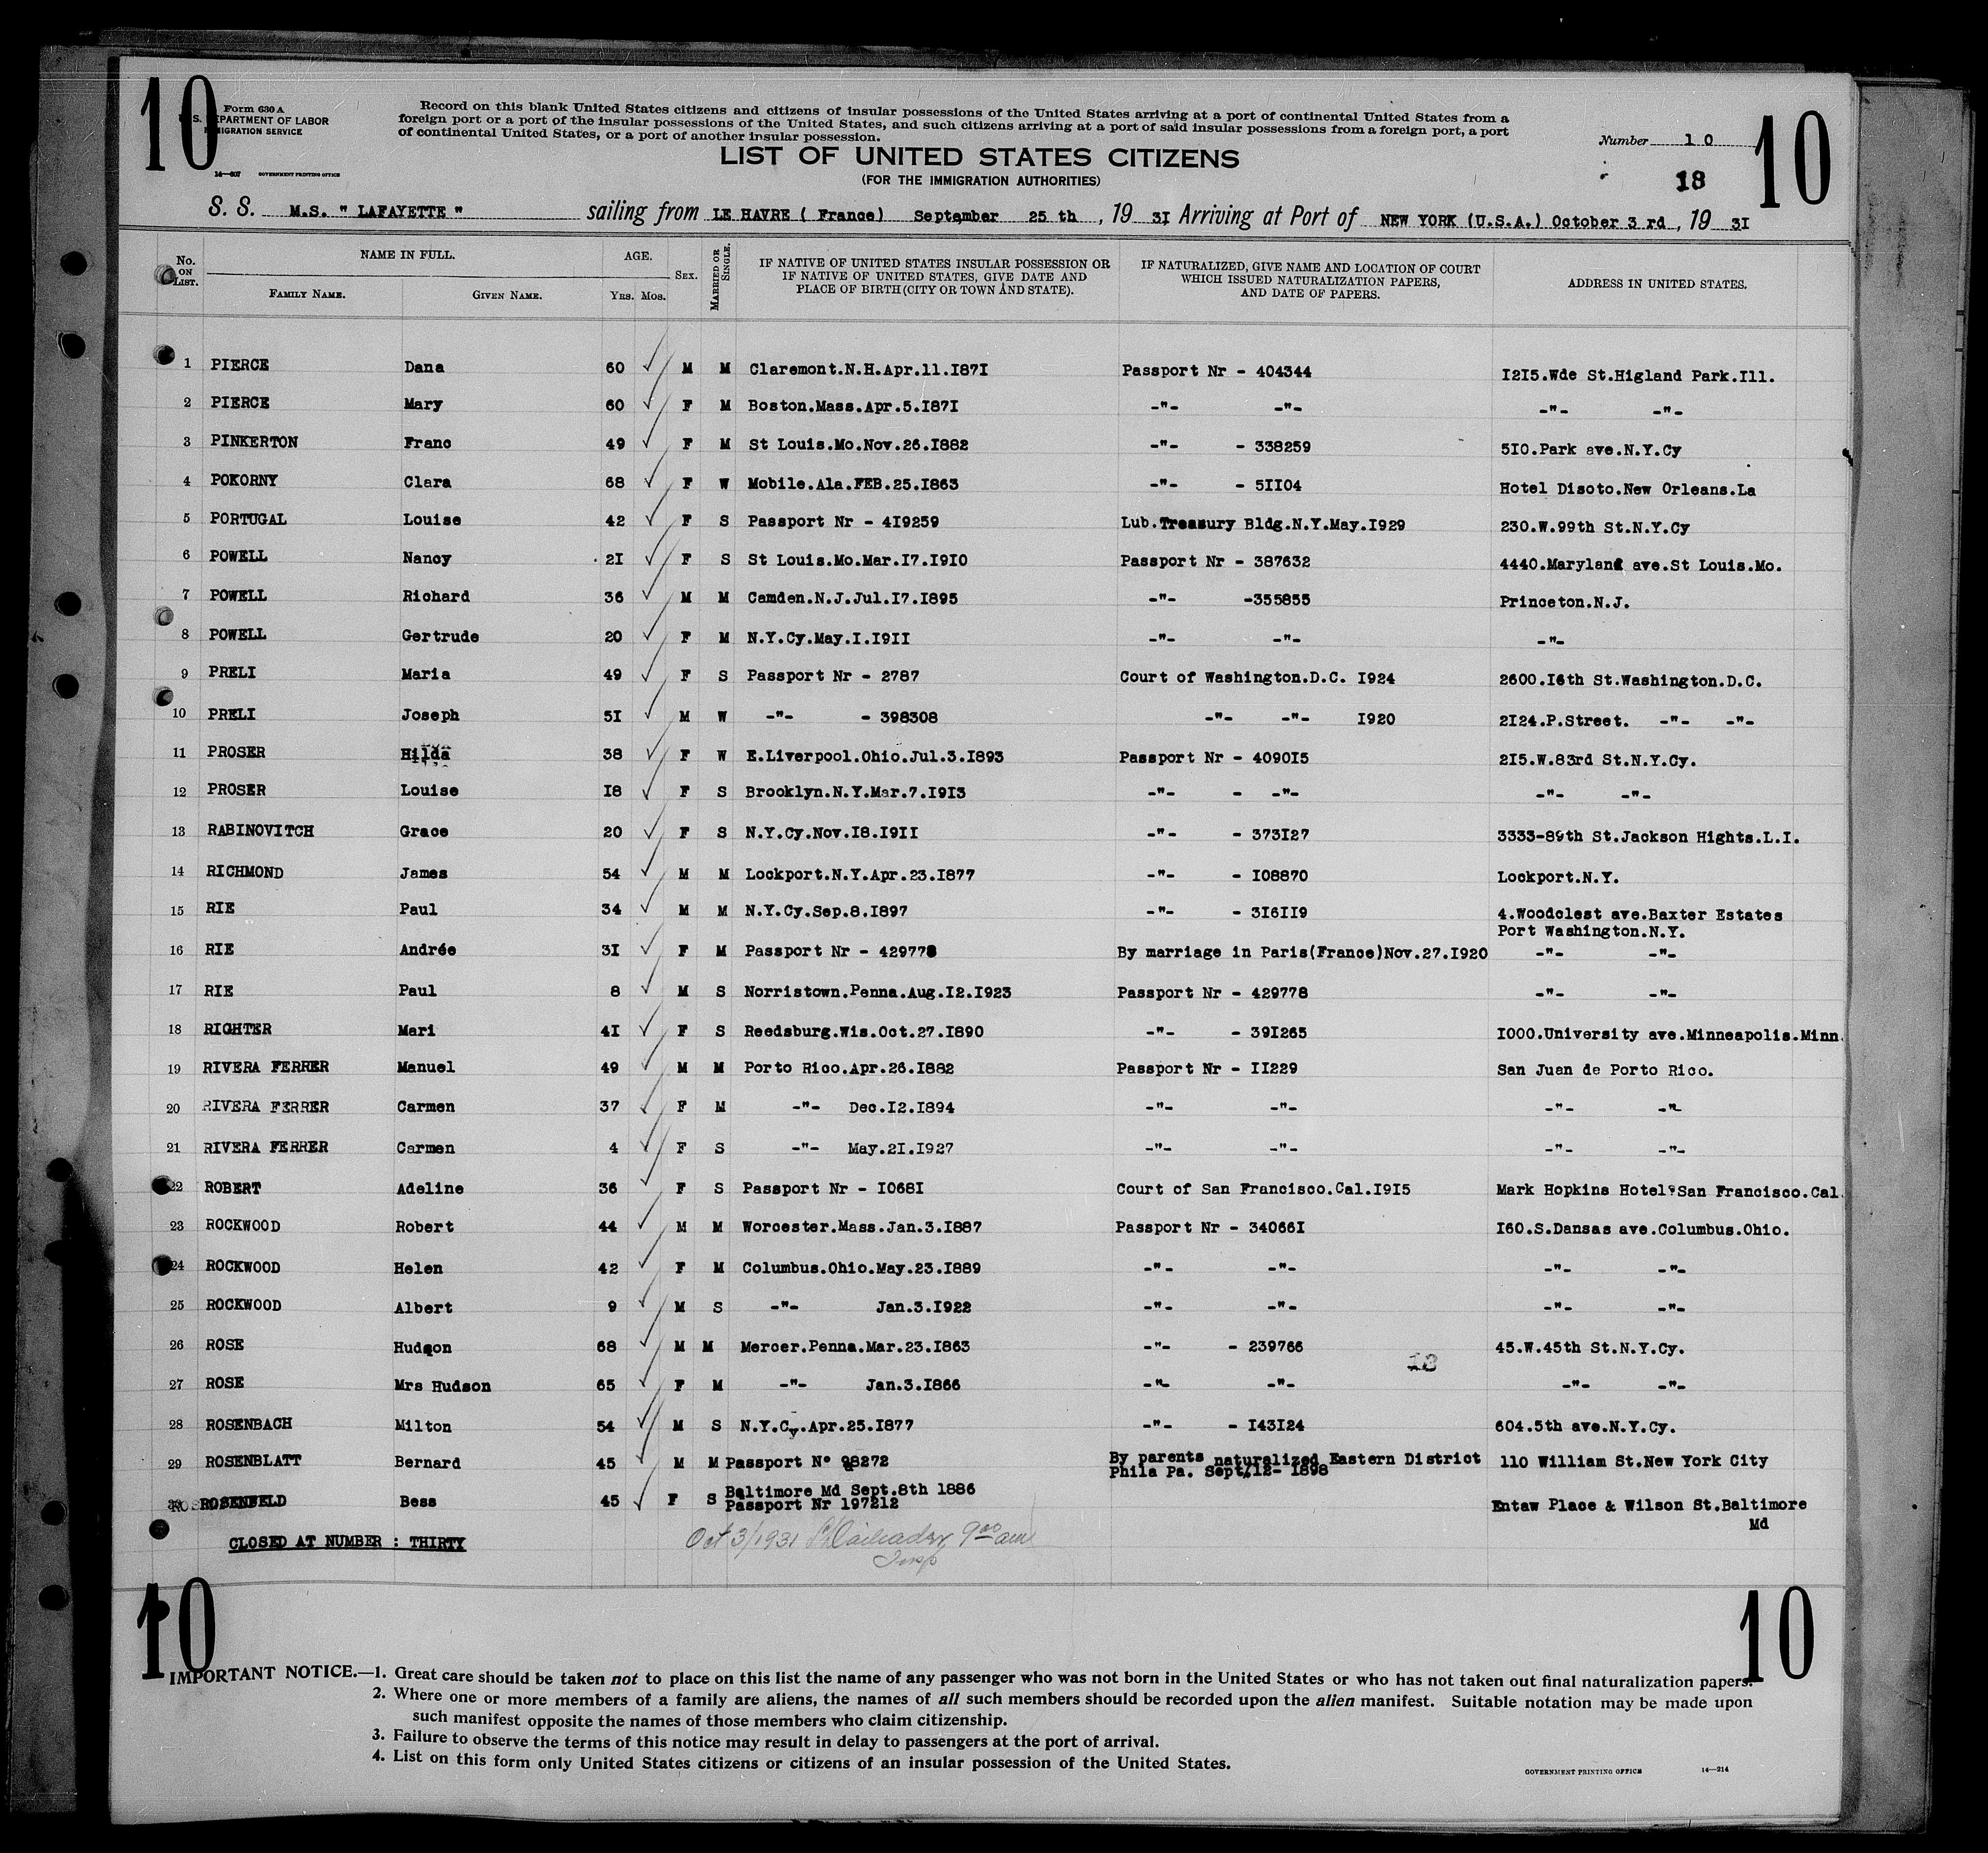 10
Form 630 A
U.S. DEPARTMENT OF LABOR
IMMIGRATION SERVICE
14—607 GOVERNMENT PRINTING OFFICE
Record on this blank United States citizens and citizens of insular possessions of the United States arriving at a port of continental United States from a
foreign port or a port of the insular possessions of the United States, and such citizens arriving at a port of said insular possessions from a foreign port, a port
of continental United States, or a port of another insular possession.
Number 1 0
10
18
LIST OF UNITED STATES CITIZENS
(FOR THE IMMIGRATION AUTHORITIES)
S. S. M.S. " LAFAYETTE " sailing from LE HAVRE ( France) September 25 th , 19 3I Arriving at Port of NEW YORK (U.S.A.) October 3 rd , 19 3I
No. ON LIST. NAME IN FULL. AGE. SEX. MARRIED OR SINGLE. IF NATIVE OF UNITED STATES INSULAR POSSESSION OR IF NATIVE OF UNITED STATES, GIVE DATE AND PLACE OF BIRTH (CITY OR TOWN AND STATE). IF NATURALIZED, GIVE NAME AND LOCATION OF COURT WHICH ISSUED NATURALIZATION PAPERS, AND DATE OF PAPERS. ADDRESS IN UNITED STATES.
FAMILY NAME. GIVEN NAME. YRS. MOS.
1 PIERCE Dana 60 M M Claremont.N.H.Apr.11.I87I Passport Nr - 404344 I2I5.Wde St.Higland Park.Ill.
2 PIERCE Mary 60 F M Boston.Mass.Apr.5.I87I -"- -"- -"- -"-
3 PINKERTON Franc 49 F M St Louis.Mo.Nov.26.I882 -"- - 338259 5I0.Park ave.N.Y.Cy
4 POKORNY Clara 68 F W Mobile.Ala.FEB.25.I863 -"- - 5II04 Hotel Disoto.New Orleans.La
5 PORTUGAL Louise 42 F S Passport Nr - 4I9259 Lub.Treasury Bldg.N.Y.May.I929 230.W.99th St.N.Y.Cy
6 POWELL Nancy 2I F S St Louis.Mo.Mar.I7.I9I0 Passport Nr - 387632 4440.Maryland ave.St Louis.Mo.
7 POWELL Richard 36 M M Camden.N.J.Jul.I7.I895 -"- -355855 Princeton.N.J.
8 POWELL Gertrude 20 F M N.Y.Cy.May.I.I9II -"- -"- -"-
9 PRELI Maria 49 F S Passport Nr - 2787 Court of Washington.D.C. I924 2600.I6th St.Washington.D.C.
10 PRELI Joseph 5I M W -"- - 398308 -"- -"- I920 2I24.P.Street. -"- -"-
11 PROSER Hilda 38 F W E.Liverpool.Ohio.Jul.3.I893 Passport Nr - 4090I5 2I5.W.83rd St.N.Y.Cy.
12 PROSER Louise I8 F S Brooklyn.N.Y.Mar.7.I9I3 -"- - -"- -"- -"-
13 RABINOVITCH Grace 20 F S N.Y.Cy.Nov.I8.I9II -"- - 373I27 3333-89th St.Jackson Hights.L.I.
14 RICHMOND James 54 M M Lockport.N.Y.Apr.23.I877 -"- - I08870 Lockport.N.Y.
15 RIE Paul 34 M M N.Y.Cy.Sep.8.I897 -"- - 3I6II9 4.Woodclest ave.Baxter Estates
Port Washington.N.Y.
16 RIE Andrée 3I F M Passport Nr - 429778 By marriage in Paris(France)Nov.27.I920 -"- -"-
17 RIE Paul 8 M S Norristown.Penna.Aug.I2.I923 Passport Nr - 429778 -"- -"-
18 RIGHTER Mari 4I F S Reedsburg.Wis.Oct.27.I890 -"- - 39I265 I000.University ave.Minneapolis.Minn.
19 RIVERA FERRER Manuel 49 M M Porto Rico.Apr.26.I882 Passport Nr - II229 San Juan de Porto Rico.
20 RIVERA FERRER Carmen 37 F M -"- Dec.I2.I894 -"- -"- -"- -"-
21 RIVERA FERRER Carmen 4 F S -"- May.2I.I927 -"- -"- -"- -"-
22 ROBERT Adeline 36 F S Passport Nr - I068I Court of San Francisco.Cal.I9I5 Mark Hopkins Hotel San Francisco.Cal.
23 ROCKWOOD Robert 44 M M Worcester.Mass.Jan.3.I887 Passport Nr - 34066I I60.S.Dansas ave.Columbus.Ohio.
24 ROCKWOOD Helen 42 F M Columbus.Ohio.May.23.I889 -"- -"- -"- -"-
25 ROCKWOOD Albert 9 M S -"- Jan.3.I922 -"- -"- -"- -"-
26 ROSE Hudson 68 M M Mercer.Penna.Mar.23.I863 -"- - 239766 45.W.45th St.N.Y.Cy.
18
27 ROSE Mrs Hudson 65 F M -"- Jan.3.I866 -"- -"- -"- -"-
28 ROSENBACH Milton 54 M S N.Y.Cy.Apr.25.I877 -"- - I43I24 604.5th ave.N.Y.Cy.
29 ROSENBLATT Bernard 45 M M Passport N° 98272 By parents naturalized Eastern District 110 William St.New York City
Phila Pa. Sept/12- 1898
30 ROSENFELD Bess 45 F S Baltimore Md Sept.8th 1886
Passport Nr 197212 Entaw Place & Wilson St.Baltimore
Md
CLOSED AT NUMBER : THIRTY
Oct 3/1931 9 00 am
Insp
10
10
IMPORTANT NOTICE.—1. Great care should be taken not to place on this list the name of any passenger who was not born in the United States or who has not taken out final naturalization papers.
2. Where one or more members of a family are aliens, the names of all such members should be recorded upon the alien manifest. Suitable notation may be made upon
such manifest opposite the names of those members who claim citizenship.
3. Failure to observe the terms of this notice may result in delay to passengers at the port of arrival.
4. List on this form only United States citizens or citizens of an insular possession of the United States.
GOVERNMENT PRINTING OFFICE 14—214